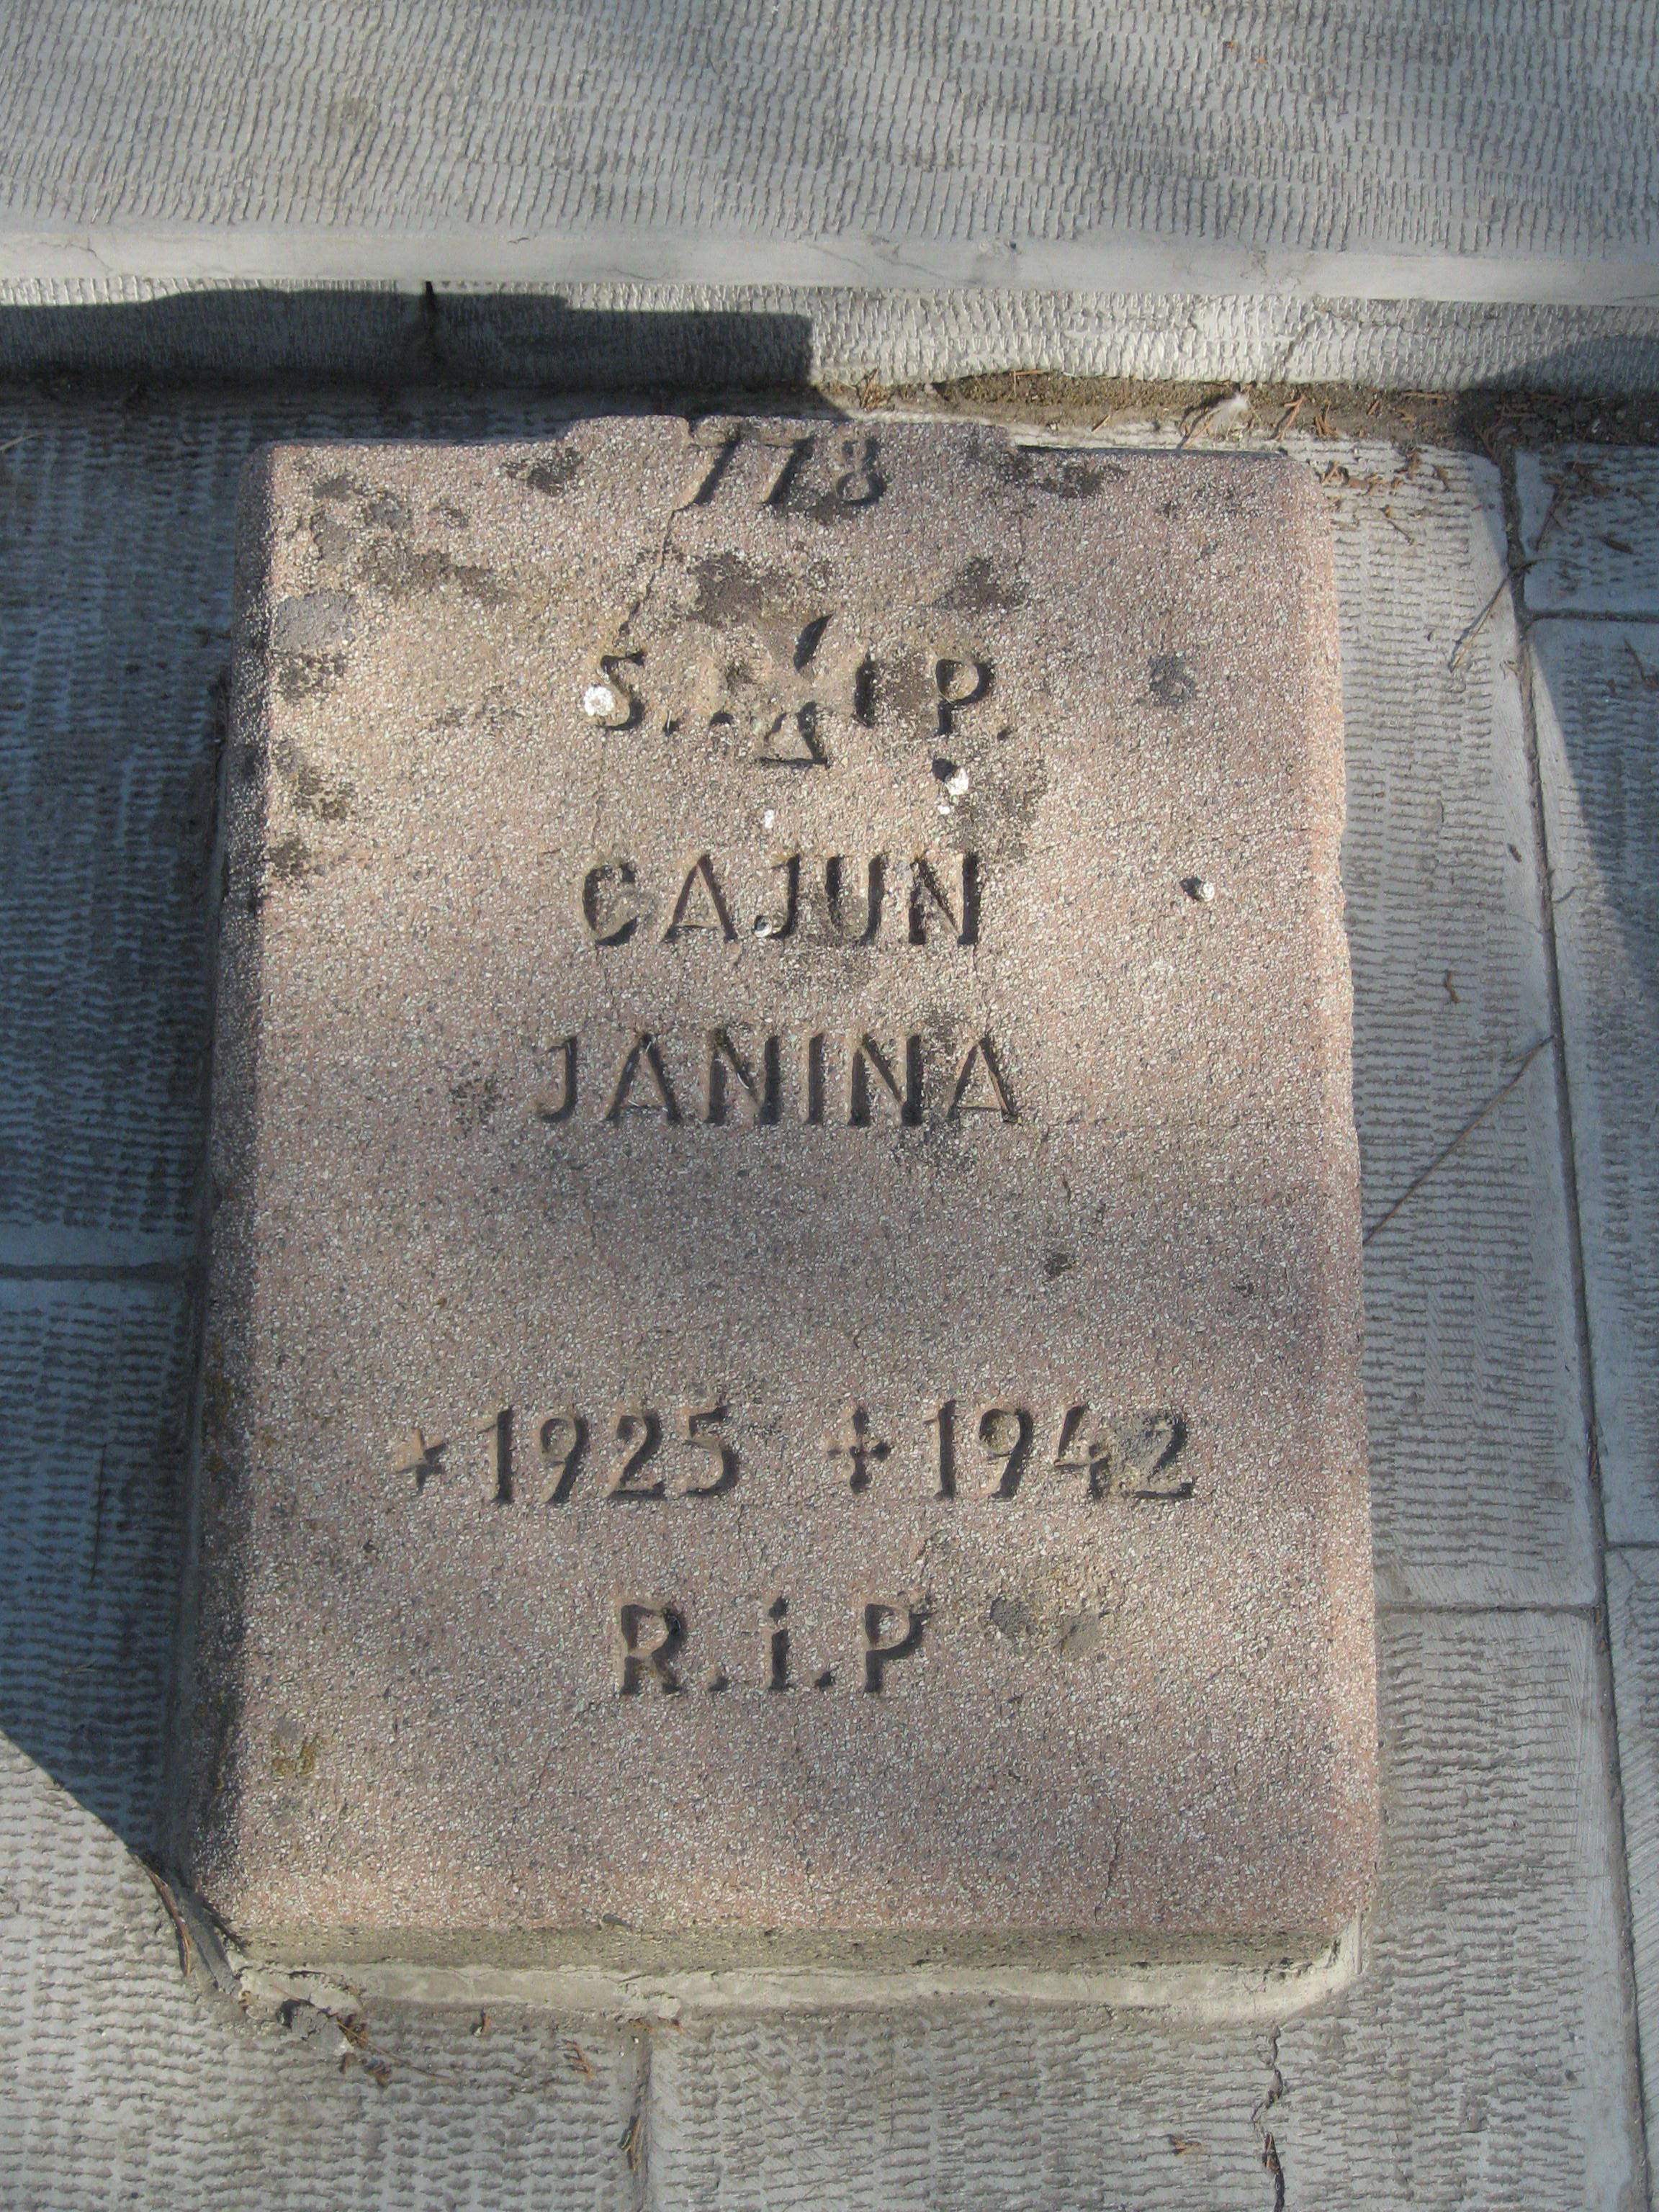 778
S. P.
CAJUN
JANINA
* 1925 + 1942
R.i.P